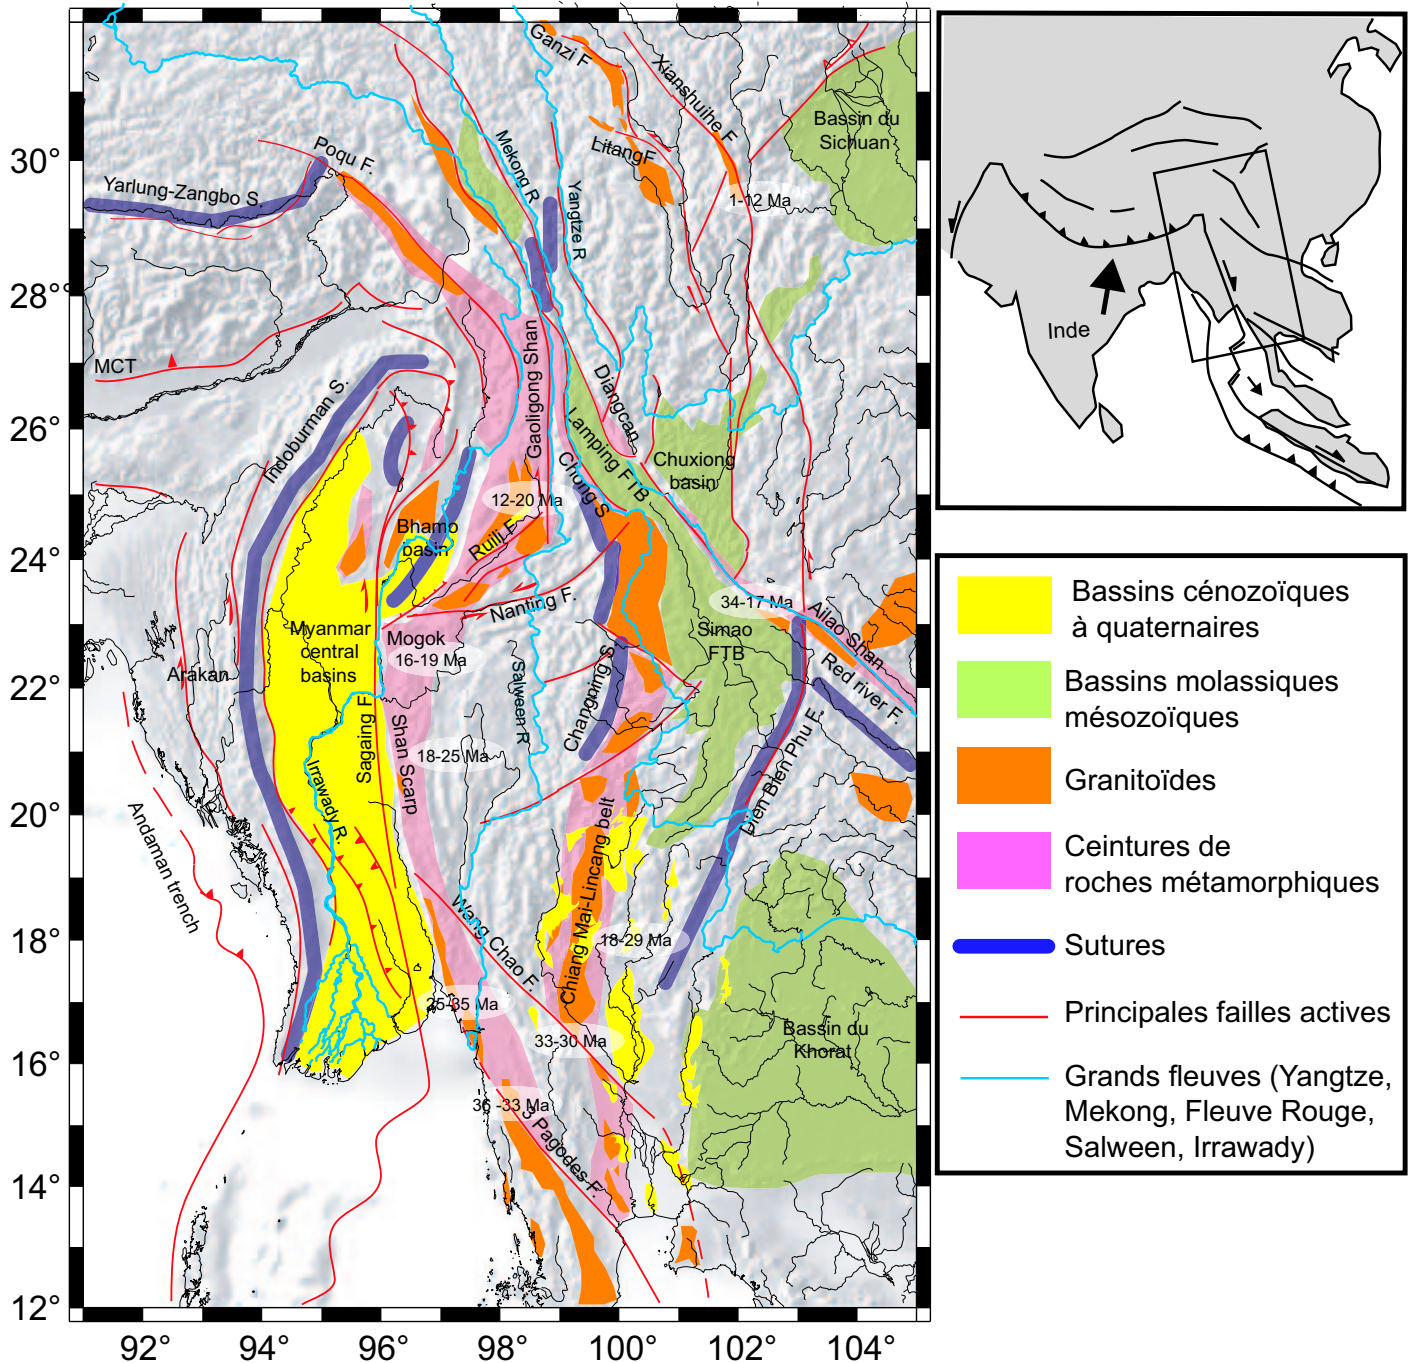 Ganzi F
Xianshuihe F
Bassin du
Sichuan
Litang F
Mekong R
Yangtze R
Poqu F.
Yarlung-Zangbo S.
1-12 Ma
30°
28°
26°
24°
22°
20°
18°
16°
14°
12°
MCT
Indoburman S.
Gaoligong Shan
Diangcan
Lamping FTB
Chong S
Chuxiong
basin
12-20 Ma
Bhamo
basin
Ruili F.
Nanting F.
34-17 Ma
Ailao Shan
Red river F.
Simao
FTB
Myanmar
central
basins
Mogok
16-19 Ma
Arakan
Salween R
Changning S.
Sagaing F
Shan Scarp
18-25 Ma
Irrawady R.
Dien Bien Phu F.
Andaman trench
Chiang Mai-Lincang belt
Wang Chao F.
18-29 Ma
25-35 Ma
33-30 Ma
Bassin du
Khorat
36 -33 Ma
3 Pagodes F.
92°
94°
96°
98°
100°
102°
104°
Inde
Bassins cénozoïques
à quaternaires
Bassins molassiques
mésozoïques
Granitoïdes
Ceintures de
roches métamorphiques
Sutures
Principales failles actives
Grands fleuves (Yangtze,
Mekong, Fleuve Rouge,
Salween, Irrawady)